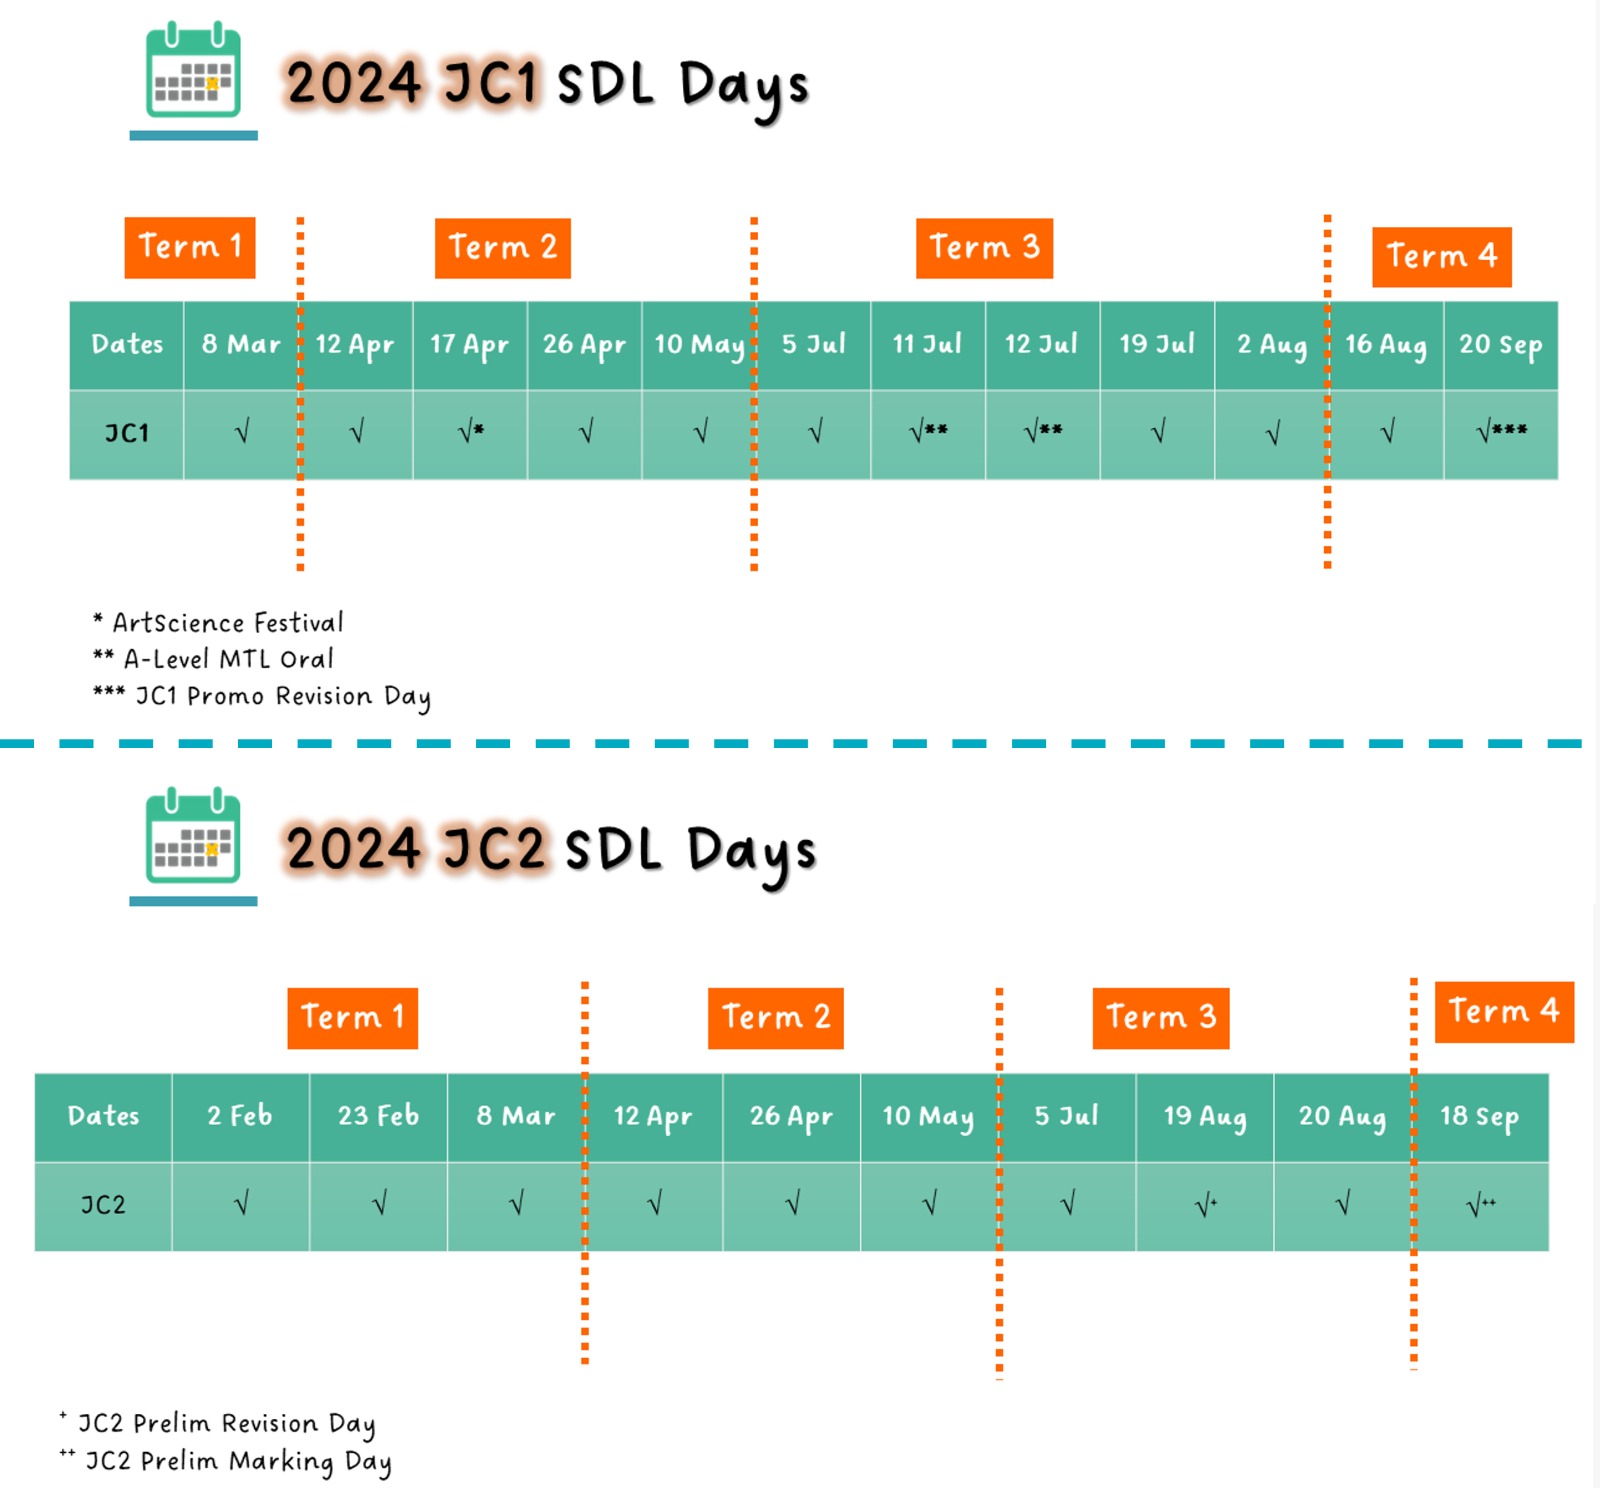 2024 JC1 SDL Days
Term 1 Term 2 Term 3 Term 4
Dates 8 Mar 12 Apr 17 Apr 26 Apr 10 May 5 Jul 11 Jul 12 Jul 19 Jul 2 Aug 16 Aug 20 Sep
JC1 √ √ √* √ √ √ √** √** √ √ √ √***
* ArtScience Festival
** A-Level MTL Oral
*** JC1 Promo Revision Day
2024 JC2 SDL Days
Term 1 Term 2 Term 3 Term 4
Dates 2 Feb 23 Feb 8 Mar 12 Apr 26 Apr 10 May 5 Jul 19 Aug 20 Aug 18 Sep
JC2 √ √ √ √ √ √ √ √+ √ √++
+ JC2 Prelim Revision Day
++ JC2 Prelim Marking Day